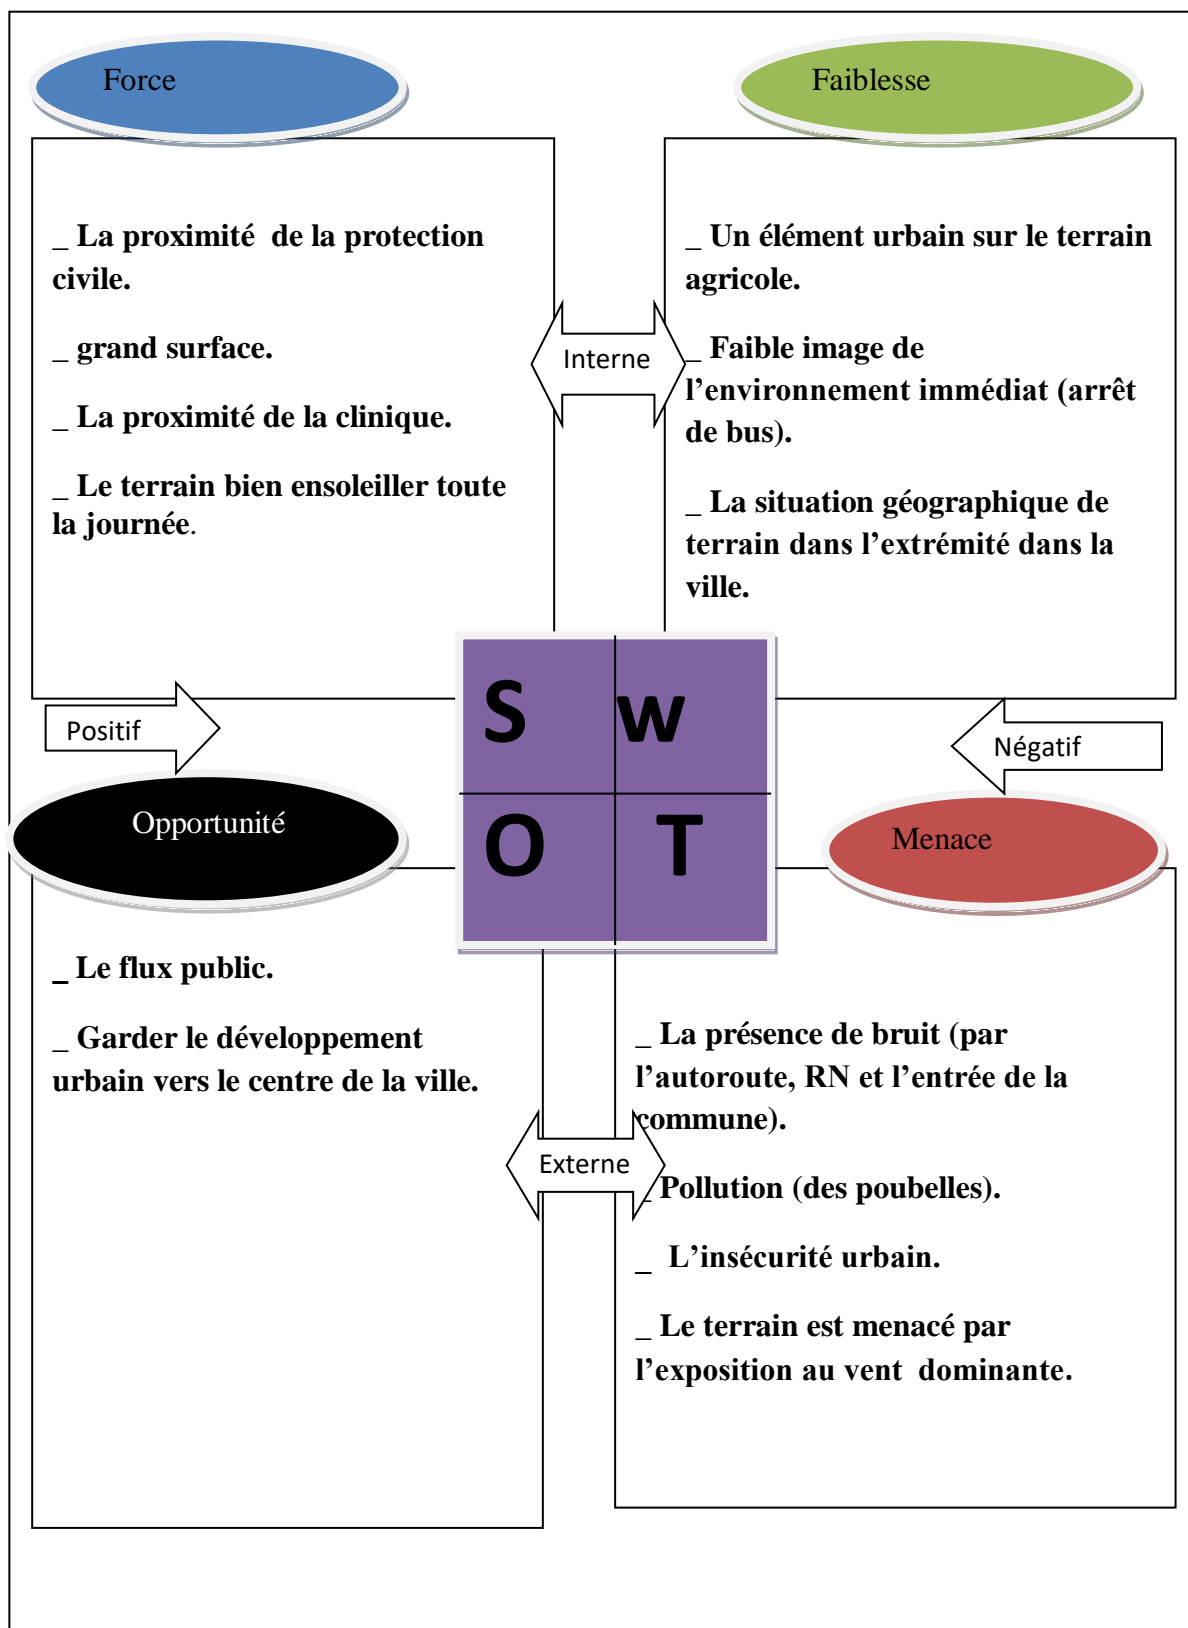 Force
_ La proximité  de la protection
civile.
_ grand surface.
_ La proximité de la clinique.
_ Le terrain bien ensoleiller toute
la journée.
Interne
Faiblesse
_ Un élément urbain sur le terrain
agricole.
_ Faible image de
l’environnement immédiat (arrêt
de bus).
_ La situation géographique de
terrain dans l’extrémité dans la
ville.
Positif
S w
O T
Négatif
Opportunité
_ Le flux public.
_ Garder le développement
urbain vers le centre de la ville.
Externe
Menace
_ La présence de bruit (par
l’autoroute, RN et l’entrée de la
commune).
_ Pollution (des poubelles).
_  L’insécurité urbain.
_ Le terrain est menacé par
l’exposition au vent  dominante.